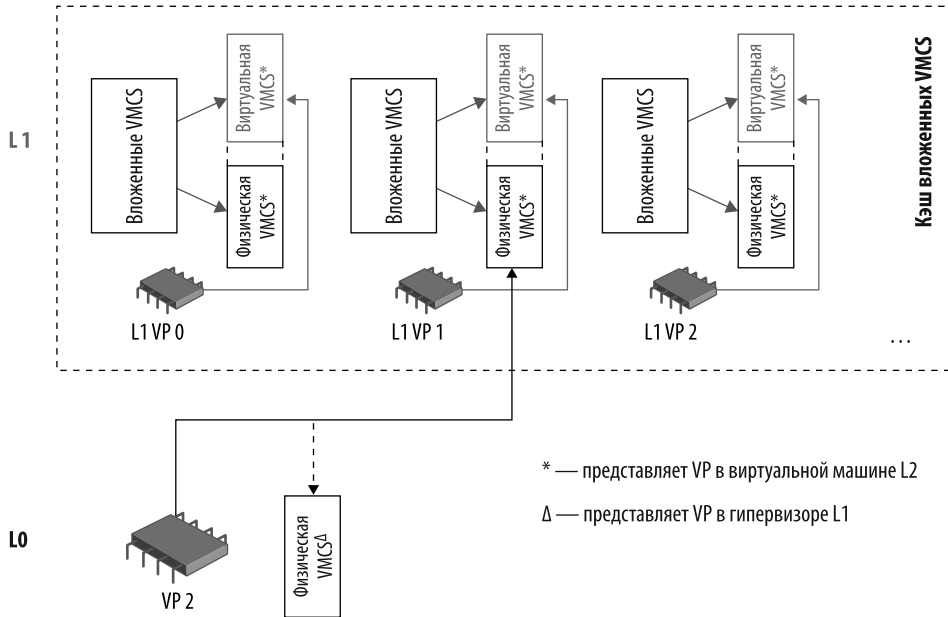 L1
Вложенные VMCS
Виртуальная
VMCS*
Физическая
VMCS*
L1 VP 0
Вложенные VMCS
Виртуальная
VMCS*
Физическая
VMCS*
L1 VP 1
Вложенные VMCS
Виртуальная
VMCS*
Физическая
VMCS*
L1 VP 2
...
Кэш вложенных VMCS
L0
VP 2
Физическая
VMCSΔ
* — представляет VP в виртуальной машине L2
Δ — представляет VP в гипервизоре L1